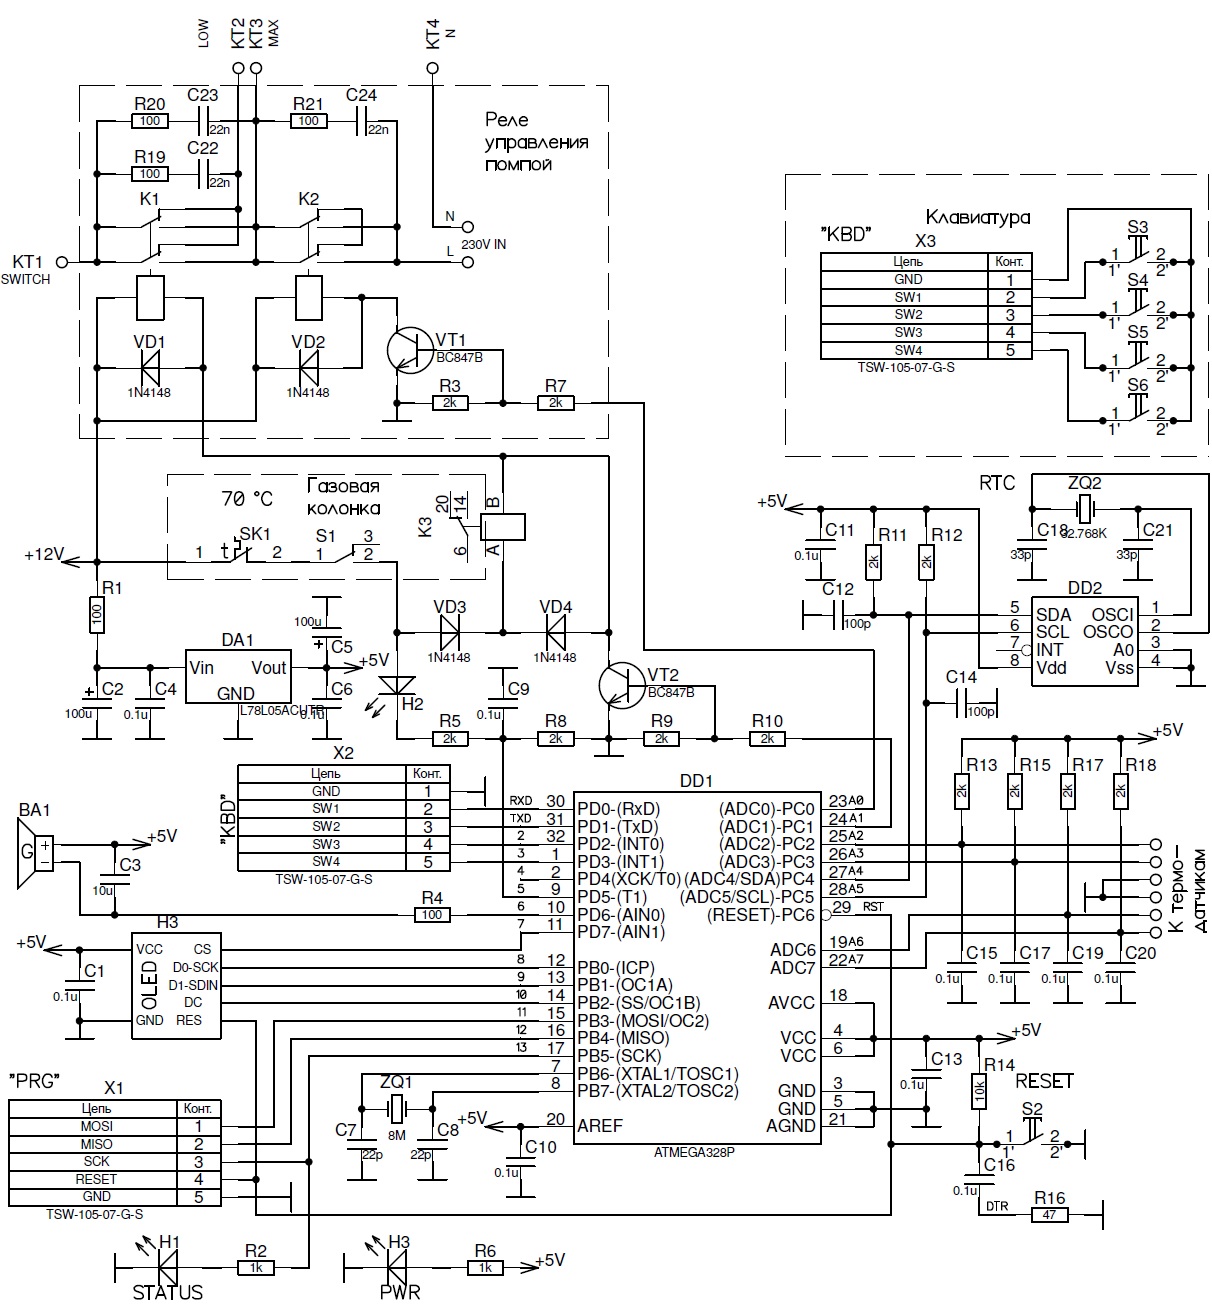 LOW
KT2
KT3
MAX
KT4
N
R20
100
C23
22n
R21
100
C24
22n
Реле
управления
помпой
R19
100
C22
22n
K1
K2
N
230V IN
L
KT1
SWITCH
VD1
1N4148
VD2
1N4148
VT1
BC847B
R3
2k
R7
2k
Клавиатура
"KBD"
X3
Цепь
Конт.
GND
1
SW1
2
SW2
3
SW3
4
SW4
5
TSW-105-07-G-S
S3
1
2
1'
2'
S4
1
2
1'
2'
S5
1
2
1'
2'
S6
1
2
1'
2'
70 °C
Газовая
колонка
SK1
t
1
2
S1
1
3
2
K3
20
14
6
B
A
+12V
R1
100
100u
C5
DA1
Vin
Vout
GND
L78L05ACUTR
+5V
C2
100u
C4
0.1u
C6
0.1u
VD3
1N4148
VD4
1N4148
H2
C9
0.1u
VT2
BC847B
R5
2k
R8
2k
R9
2k
R10
2k
RTC
ZQ2
32.768K
+5V
C11
0.1u
R11
2k
R12
2k
C18
33p
C21
33p
C12
100p
DD2
5
SDA
OSCI
1
6
SCL
OSCO
2
7
INT
A0
3
8
Vdd
Vss
4
C14
100p
+5V
R13
2k
R15
2k
R17
2k
R18
2k
К термо-
датчикам
C15
0.1u
C17
0.1u
C19
0.1u
C20
0.1u
X2
"KBD"
Цепь
Конт.
GND
1
SW1
2
SW2
3
SW3
4
SW4
5
TSW-105-07-G-S
BA1
G
+
−
+5V
C3
10u
R4
100
DD1
RXD
30
PD0-(RxD)
(ADC0)-PC0
23
A0
TXD
31
PD1-(TxD)
(ADC1)-PC1
24
A1
2
32
PD2-(INT0)
(ADC2)-PC2
25
A2
3
1
PD3-(INT1)
(ADC3)-PC3
26
A3
4
2
PD4(XCK/T0)
(ADC4/SDA)PC4
27
A4
5
9
PD5-(T1)
(ADC5/SCL)-PC5
28
A5
6
10
PD6-(AIN0)
(RESET)-PC6
29
RST
7
11
PD7-(AIN1)
ADC6
19
A6
8
12
PB0-(ICP)
ADC7
22
A7
9
13
PB1-(OC1A)
10
14
PB2-(SS/OC1B)
AVCC
18
11
15
PB3-(MOSI/OC2)
12
16
PB4-(MISO)
VCC
4
13
17
PB5-(SCK)
VCC
6
7
PB6-(XTAL1/TOSC1)
8
PB7-(XTAL2/TOSC2)
GND
3
GND
5
20
AREF
AGND
21
ATMEGA328P
H3
+5V
C1
0.1u
OLED
VCC
CS
D0-SCK
D1-SDIN
DC
GND
RES
"PRG"
X1
Цепь
Конт.
MOSI
1
MISO
2
SCK
3
RESET
4
GND
5
TSW-105-07-G-S
ZQ1
8M
C7
22p
C8
22p
+5V
C10
0.1u
+5V
C13
0.1u
R14
10k
RESET
S2
1
2
1'
2'
C16
0.1u
DTR
R16
47
H1
STATUS
R2
1k
H3
PWR
R6
1k
+5V